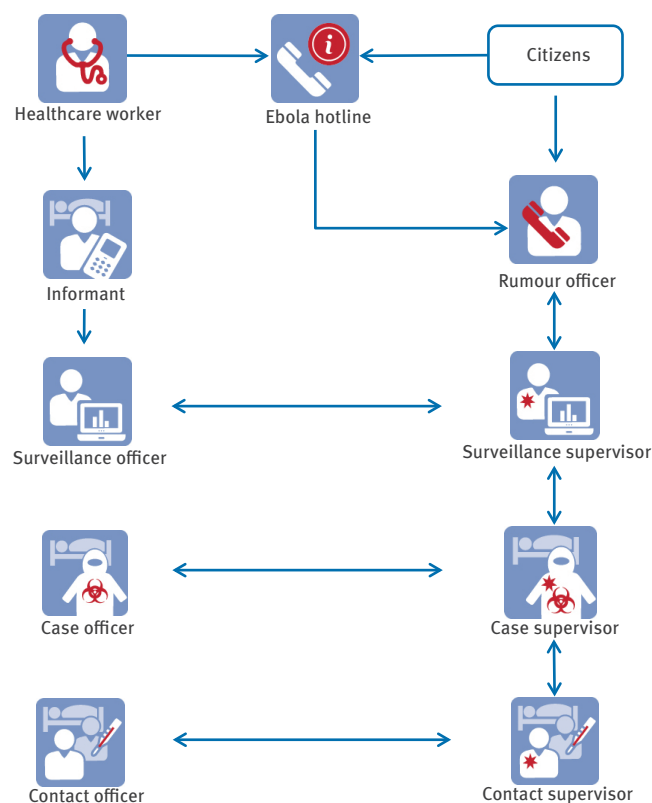 Citizens
Healthcare worker
Ebola hotline
Informant
Rumour officer
Surveillance officer
Surveillance supervisor
Case officer
Case supervisor
Contact officer
Contact supervisor